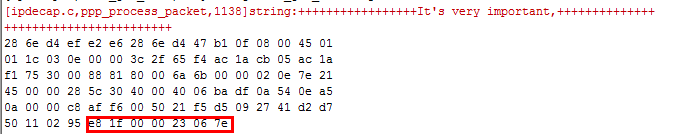 [ipdecap.c,ppp_process_packet,1138]string:+++++++++++++++++It's very important,++++++++++++++
++++++++++++++++++++++++
28 6e d4 ef e2 e6 28 6e d4 47 b1 0f 08 00 45 01
01 1c 03 0e 00 00 3c 2f 65 f4 ac 1a cb 05 ac 1a
f1 75 30 00 88 81 80 00 6a 6b 00 00 02 0e 7e 21
45 00 00 28 5c 30 40 00 40 06 ba df 0a 54 0e a5
0a 00 00 c8 af f6 00 50 21 f5 d5 09 27 41 d2 d7
50 11 02 95 e8 1f 00 00 23 06 7e